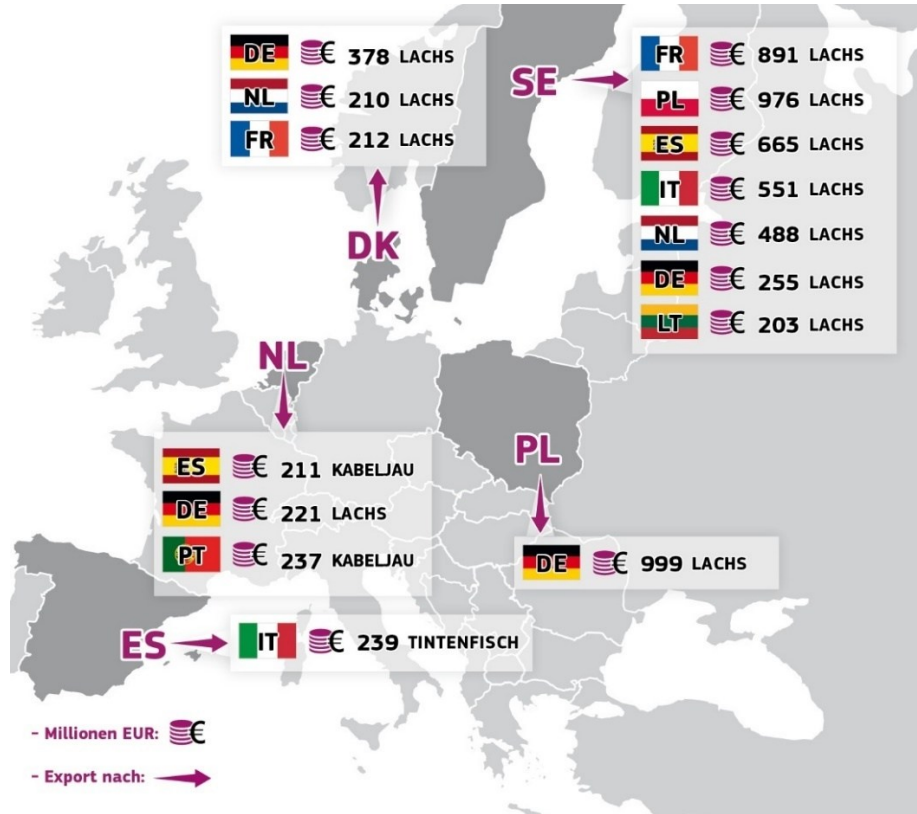 DE € 378 LACHS
NL € 210 LACHS
FR € 212 LACHS
DK
SE
FR € 891 LACHS
PL € 976 LACHS
ES € 665 LACHS
IT € 551 LACHS
NL € 488 LACHS
DE € 255 LACHS
LT € 203 LACHS
NL
ES € 211 KABELJAU
DE € 221 LACHS
PT € 237 KABELJAU
PL
DE € 999 LACHS
ES
IT € 239 TINTENFISCH
- Millionen EUR: €
- Export nach: